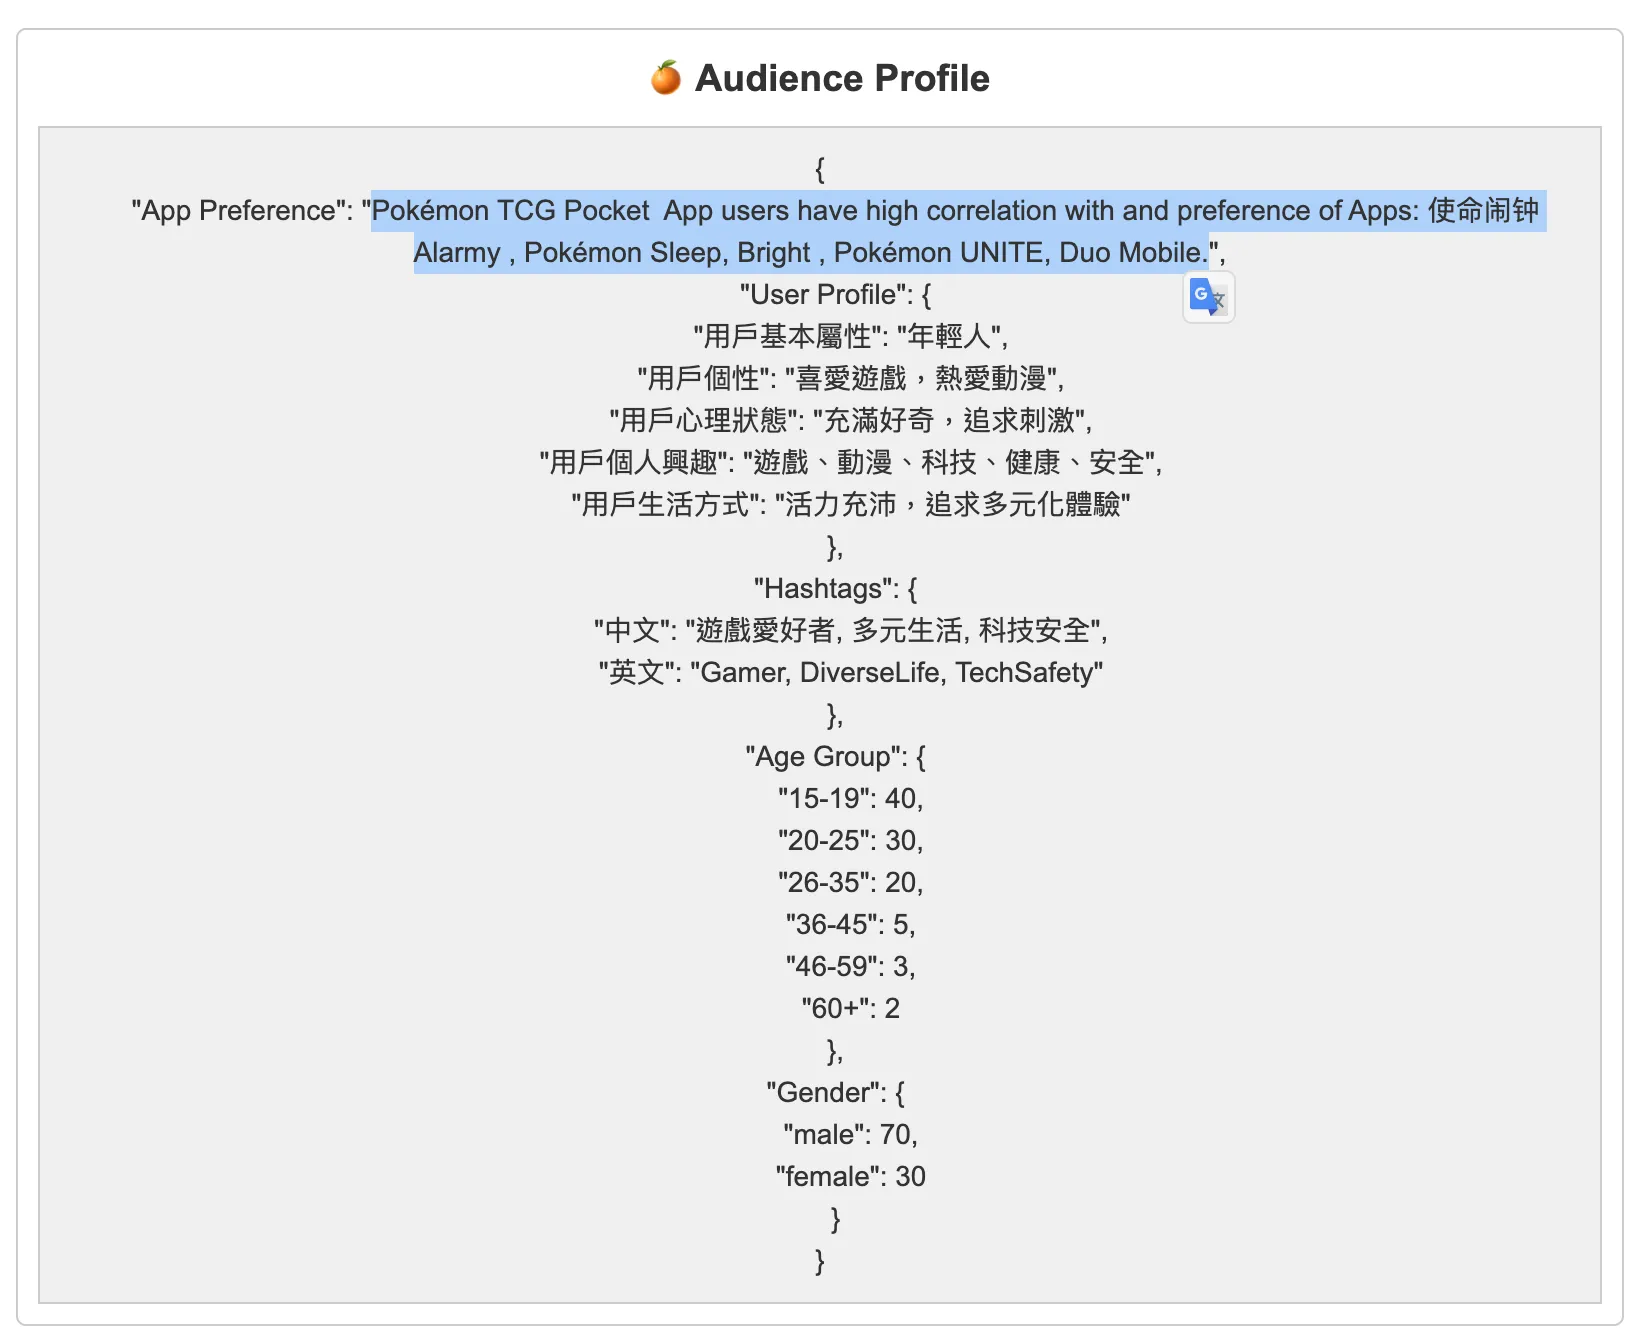 🍊 Audience Profile
{
"App Preference": "Pokémon TCG Pocket  App users have high correlation with and preference of Apps: 使命闹钟
Alarmy , Pokémon Sleep, Bright , Pokémon UNITE, Duo Mobile.",
"User Profile": {
"用戶基本屬性": "年輕人",
"用戶個性": "喜愛遊戲，熱愛動漫",
"用戶心理狀態": "充滿好奇，追求刺激",
"用戶個人興趣": "遊戲、動漫、科技、健康、安全",
"用戶生活方式": "活力充沛，追求多元化體驗"
},
"Hashtags": {
"中文": "遊戲愛好者, 多元生活, 科技安全",
"英文": "Gamer, DiverseLife, TechSafety"
},
"Age Group": {
"15-19": 40,
"20-25": 30,
"26-35": 20,
"36-45": 5,
"46-59": 3,
"60+": 2
},
"Gender": {
"male": 70,
"female": 30
}
}